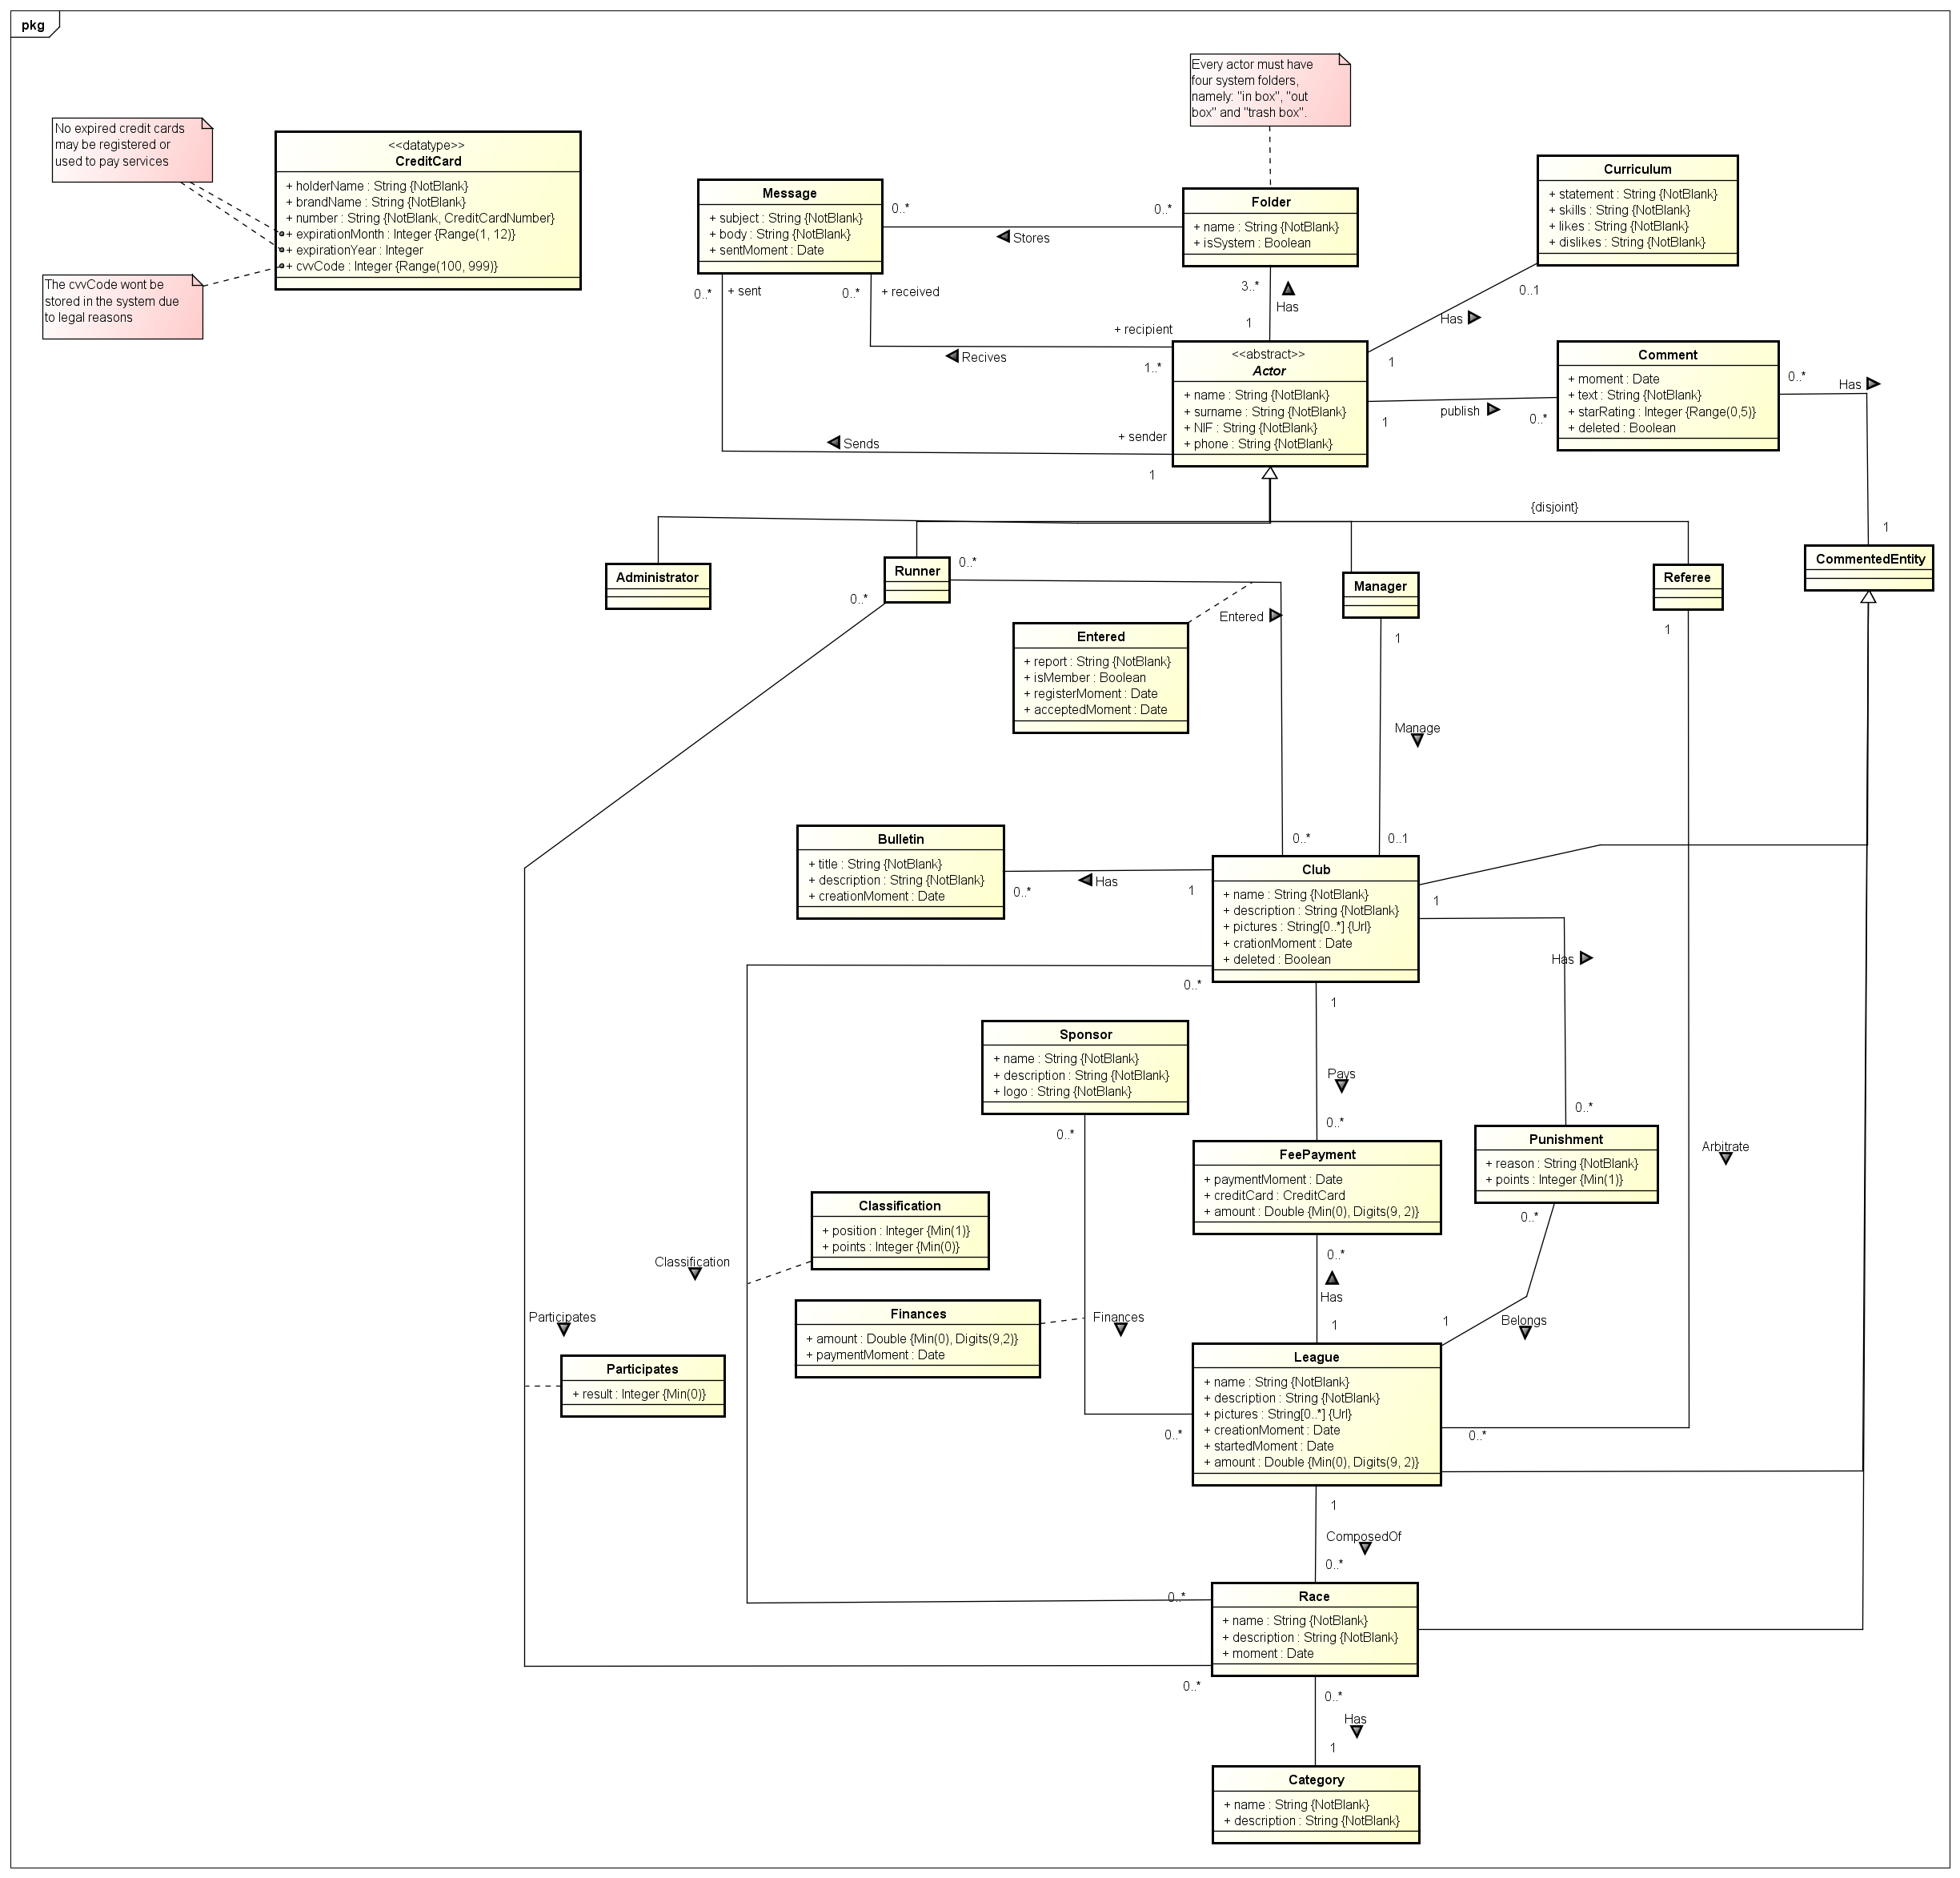 pkg
Every actor must have
four system folders,
namely: "in box", "out
box" and "trash box".
No expired credit cards
may be registered or
used to pay services
The cvvCode wont be
stored in the system due
to legal reasons
<<datatype>>
CreditCard
+ holderName : String {NotBlank}
+ brandName : String {NotBlank}
+ number : String {NotBlank, CreditCardNumber}
+ expirationMonth : Integer {Range(1, 12)}
+ expirationYear : Integer
+ cvvCode : Integer {Range(100, 999)}
Message
+ subject : String {NotBlank}
+ body : String {NotBlank}
+ sentMoment : Date
0..*
0..*
Stores
Folder
+ name : String {NotBlank}
+ isSystem : Boolean
Curriculum
+ statement : String {NotBlank}
+ skills : String {NotBlank}
+ likes : String {NotBlank}
+ dislikes : String {NotBlank}
0..*
+ sent
0..*
+ received
3..*
Has
1
0..1
Has
1
+ recipient
1..*
Recives
<<abstract>>
Actor
+ name : String {NotBlank}
+ surname : String {NotBlank}
+ NIF : String {NotBlank}
+ phone : String {NotBlank}
+ sender
1
Sends
1
publish
0..*
Comment
+ moment : Date
+ text : String {NotBlank}
+ starRating : Integer {Range(0,5)}
+ deleted : Boolean
0..*
Has
1
{disjoint}
Administrator
Runner
0..*
0..*
Manager
1
Referee
1
CommentedEntity
Entered
Entered
+ report : String {NotBlank}
+ isMember : Boolean
+ registerMoment : Date
+ acceptedMoment : Date
Manage
0..*
0..1
Bulletin
+ title : String {NotBlank}
+ description : String {NotBlank}
+ creationMoment : Date
0..*
Has
1
Club
+ name : String {NotBlank}
+ description : String {NotBlank}
+ pictures : String[0..*] {Url}
+ crationMoment : Date
+ deleted : Boolean
1
Has
0..*
0..*
1
Pays
0..*
Sponsor
+ name : String {NotBlank}
+ description : String {NotBlank}
+ logo : String {NotBlank}
0..*
FeePayment
+ paymentMoment : Date
+ creditCard : CreditCard
+ amount : Double {Min(0), Digits(9, 2)}
Punishment
+ reason : String {NotBlank}
+ points : Integer {Min(1)}
Arbitrate
0..*
Classification
+ position : Integer {Min(1)}
+ points : Integer {Min(0)}
Classification
0..*
Has
1
Finances
+ amount : Double {Min(0), Digits(9,2)}
+ paymentMoment : Date
Finances
1
Belongs
Participates
Participates
+ result : Integer {Min(0)}
League
+ name : String {NotBlank}
+ description : String {NotBlank}
+ pictures : String[0..*] {Url}
+ creationMoment : Date
+ startedMoment : Date
+ amount : Double {Min(0), Digits(9, 2)}
0..*
0..*
1
ComposedOf
0..*
0..*
Race
+ name : String {NotBlank}
+ description : String {NotBlank}
+ moment : Date
0..*
0..*
Has
1
Category
+ name : String {NotBlank}
+ description : String {NotBlank}